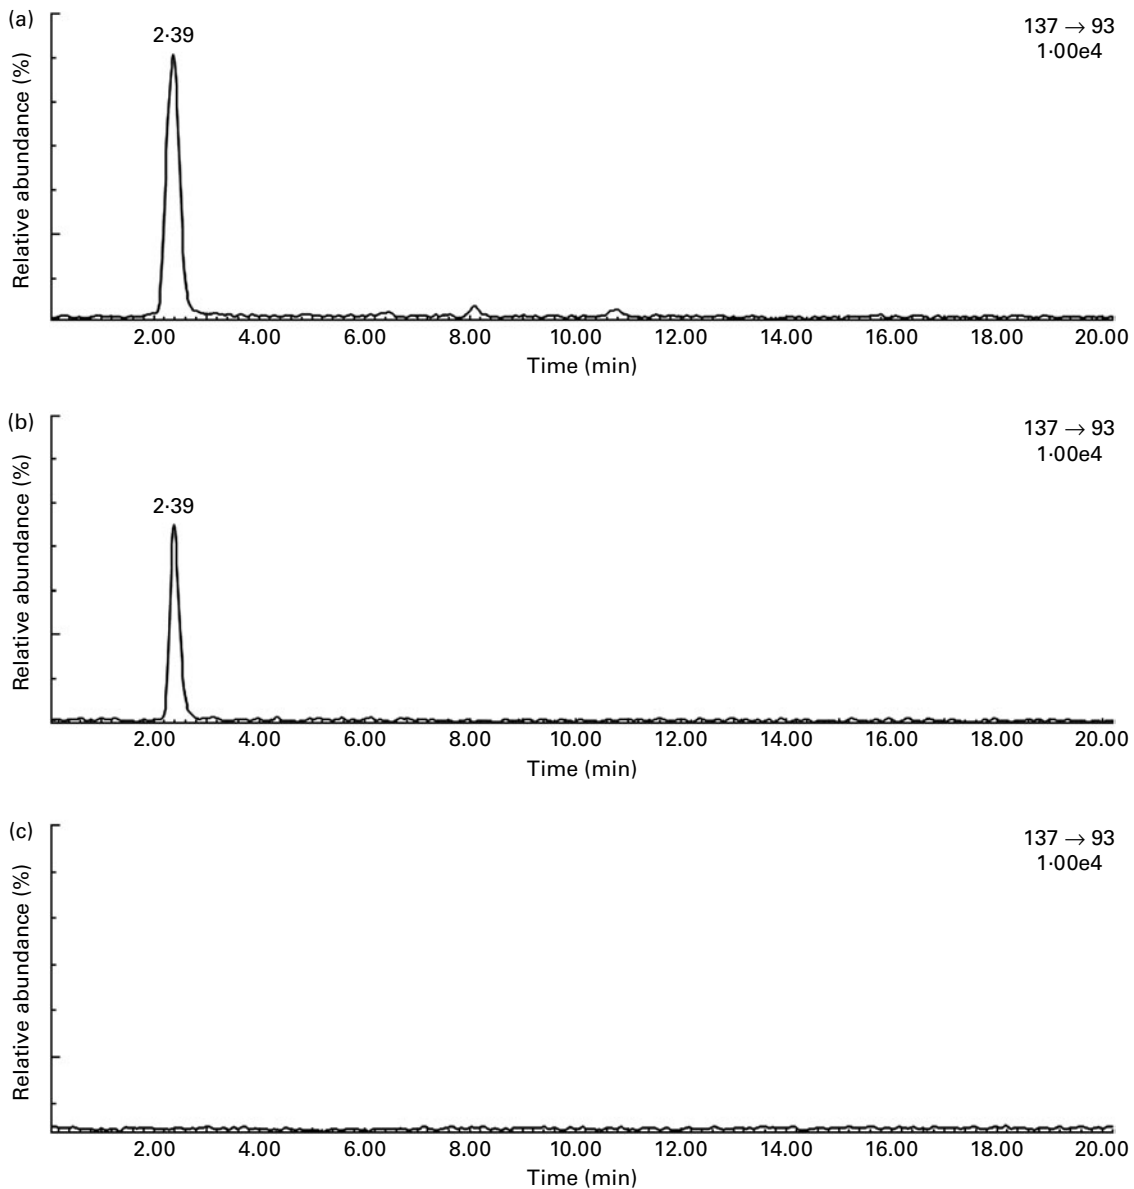 (a)
2·39
137 → 93
1·00e4
Relative abundance (%)
2.00 4.00 6.00 8.00 10.00 12.00 14.00 16.00 18.00 20.00
Time (min)
(b)
137 → 93
1·00e4
2·39
Relative abundance (%)
2.00 4.00 6.00 8.00 10.00 12.00 14.00 16.00 18.00 20.00
Time (min)
(c)
137 → 93
1·00e4
Relative abundance (%)
2.00 4.00 6.00 8.00 10.00 12.00 14.00 16.00 18.00 20.00
Time (min)